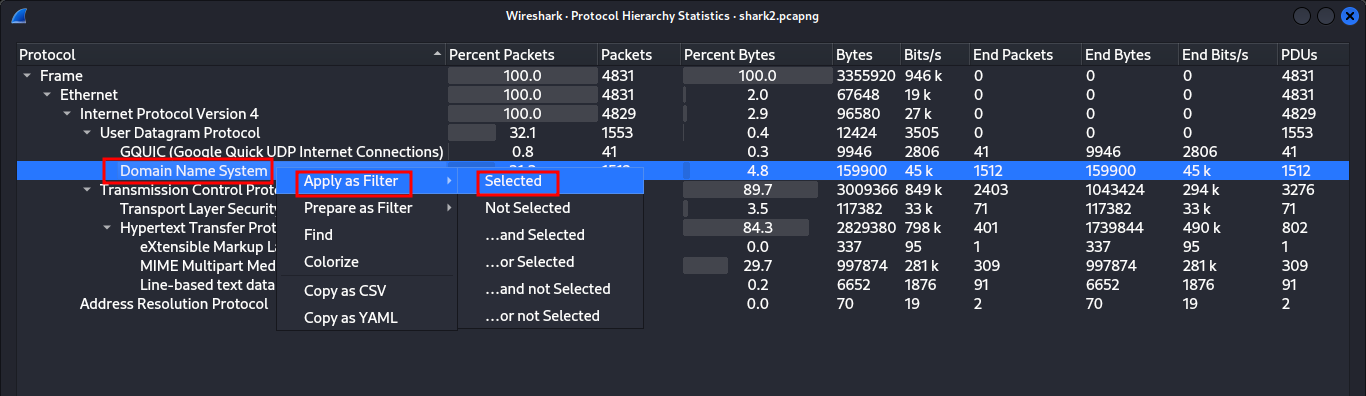 Wireshark · Protocol Hierarchy Statistics · shark2.pcapng
Protocol Percent Packets Packets Percent Bytes Bytes Bits/s End Packets End Bytes End Bits/s PDUs
Frame 100.0 4831 100.0 3355920 946 k 0 0 0 4831
Ethernet 100.0 4831 2.0 67648 19 k 0 0 0 4831
Internet Protocol Version 4 100.0 4829 2.9 96580 27 k 0 0 0 4829
User Datagram Protocol 32.1 1553 0.4 12424 3505 0 0 0 1553
GQUIC (Google Quick UDP Internet Connections) 0.8 41 0.3 9946 2806 41 9946 2806 41
Domain Name System 4.8 159900 45 k 1512 159900 45 k 1512
Apply as Filter Selected
Transmission Control Proto 89.7 3009366 849 k 2403 1043424 294 k 3276
Prepare as Filter Not Selected
Transport Layer Security 3.5 117382 33 k 71 117382 33 k 71
Hypertext Transfer Prot 84.3 2829380 798 k 401 1739844 490 k 802
Find ...and Selected
eXtensible Markup La 0.0 337 95 1 337 95 1
Colorize ...or Selected
MIME Multipart Med 29.7 997874 281 k 309 997874 281 k 309
Copy as CSV ...and not Selected
Line-based text data 0.2 6652 1876 91 6652 1876 91
Address Resolution Protocol 0.0 70 19 2 70 19 2
Copy as YAML ...or not Selected